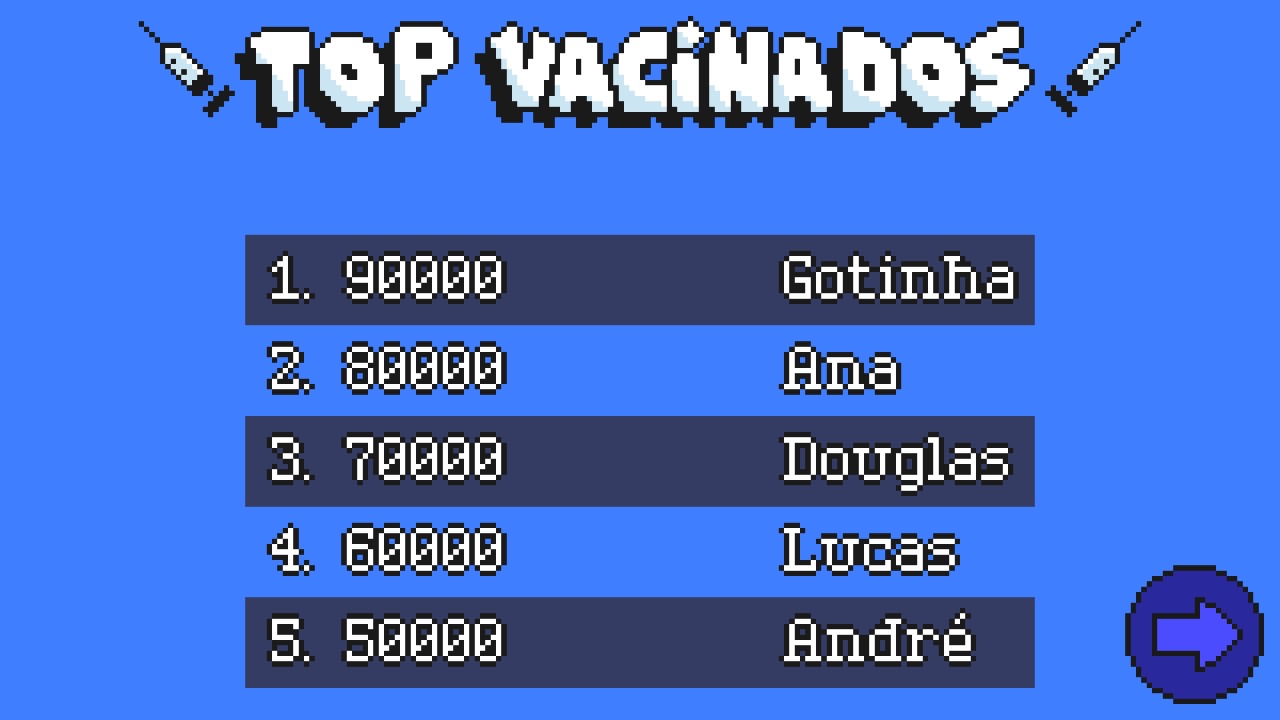 TOP VACINADOS
1. 90000 Gotinha
2. 80000 Ana
3. 70000 Douglas
4. 60000 Lucas
5. 50000 André